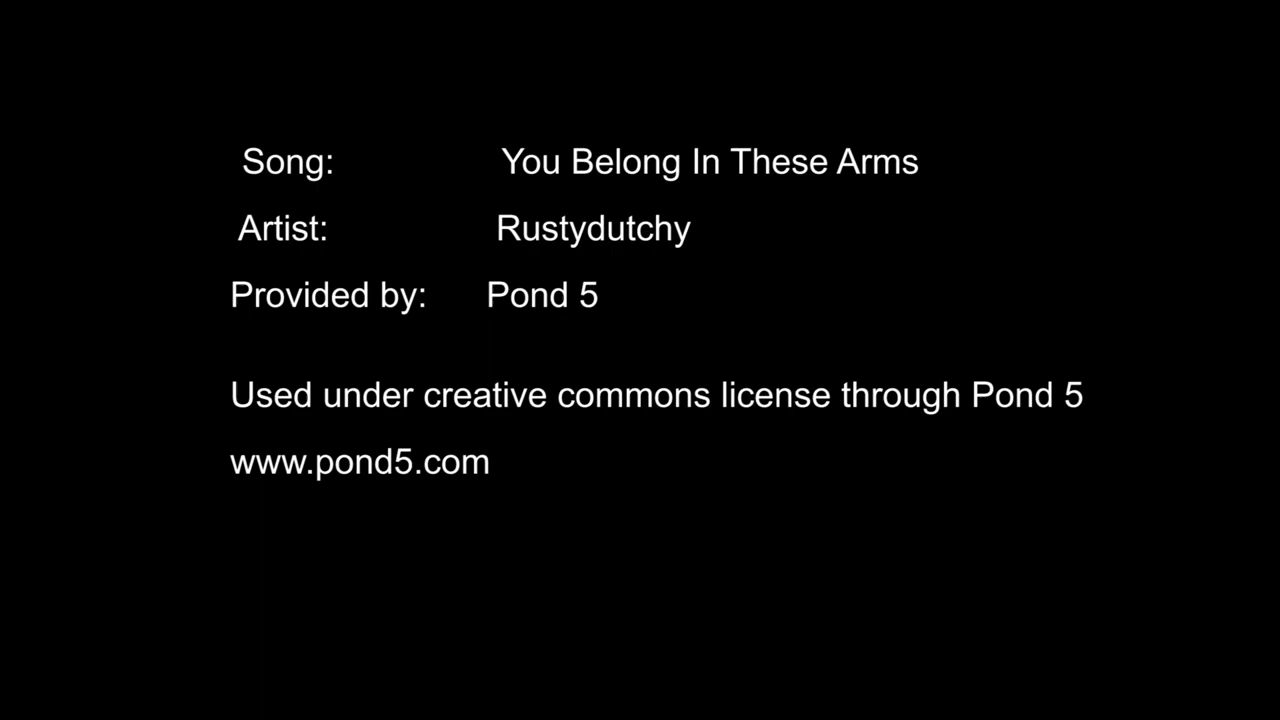 Song: You Belong In These Arms
Artist: Rustydutchy
Provided by: Pond 5
Used under creative commons license through Pond 5
www.pond5.com